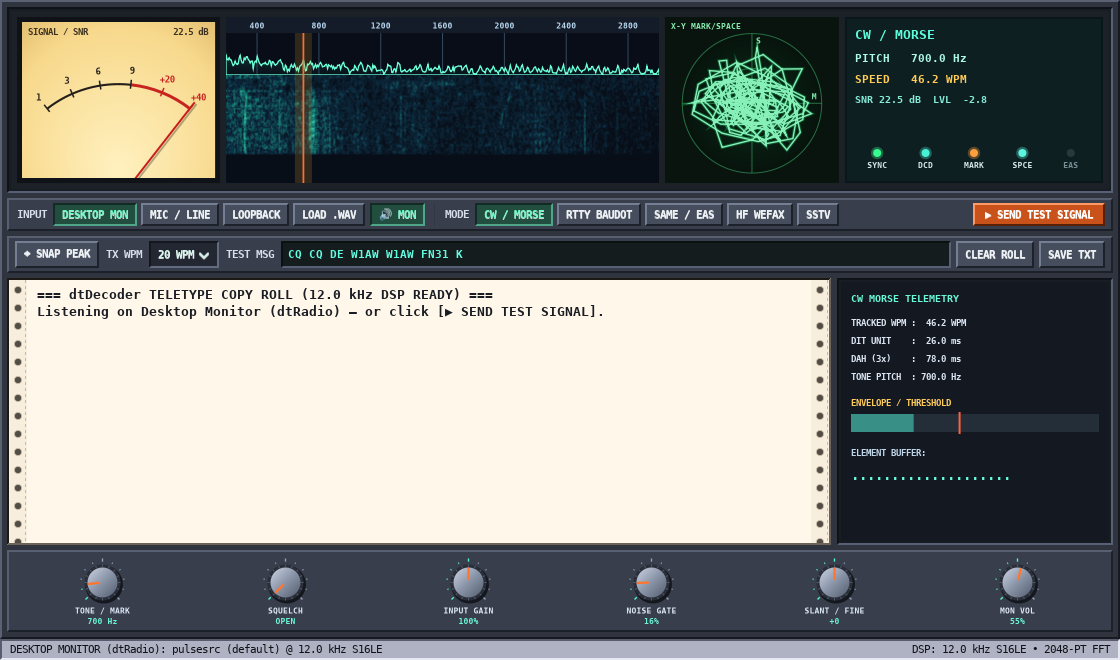 SIGNAL / SNR 22.5 dB
1 3 6 9 +20 +40
400 800 1200 1600 2000 2400 2800
X-Y MARK/SPACE
S
M
CW / MORSE
PITCH 700.0 Hz
SPEED 46.2 WPM
SNR 22.5 dB LVL -2.8
SYNC DCD MARK SPCE EAS
INPUT DESKTOP MON MIC / LINE LOOPBACK LOAD .WAV 🔊 MON MODE CW / MORSE RTTY BAUDOT SAME / EAS HF WEFAX SSTV ▶ SEND TEST SIGNAL
⌖ SNAP PEAK TX WPM 20 WPM TEST MSG CQ CQ DE W1AW W1AW FN31 K CLEAR ROLL SAVE TXT
=== dtDecoder TELETYPE COPY ROLL (12.0 kHz DSP READY) ===
Listening on Desktop Monitor (dtRadio) — or click [▶ SEND TEST SIGNAL].
CW MORSE TELEMETRY
TRACKED WPM : 46.2 WPM
DIT UNIT : 26.0 ms
DAH (3x) : 78.0 ms
TONE PITCH : 700.0 Hz
ENVELOPE / THRESHOLD
ELEMENT BUFFER:
....................
TONE / MARK SQUELCH INPUT GAIN NOISE GATE SLANT / FINE MON VOL
700 Hz OPEN 100% 16% +0 55%
DESKTOP MONITOR (dtRadio): pulsesrc (default) @ 12.0 kHz S16LE DSP: 12.0 kHz S16LE • 2048-PT FFT